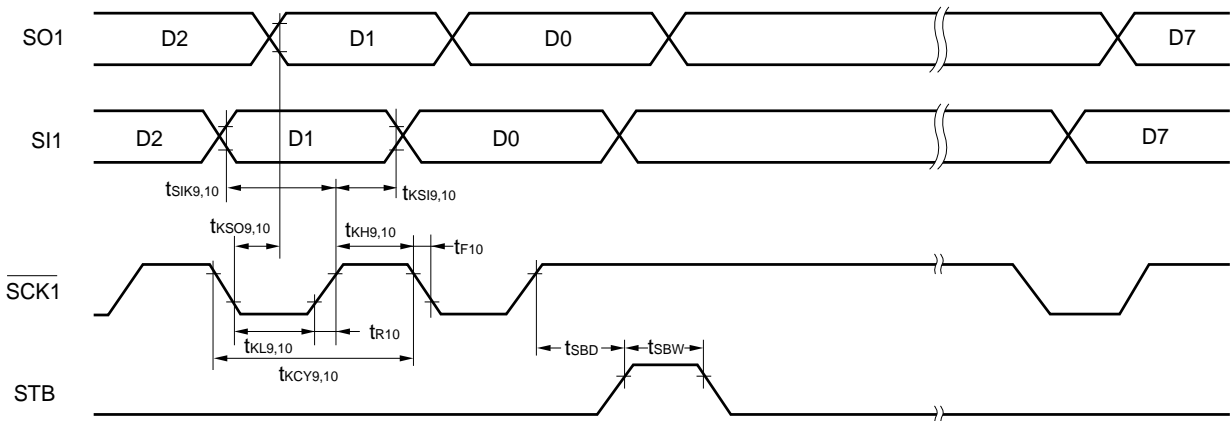 SO1
D2
D1
D0
D7
SI1
D2
D1
D0
D7
tSIK9,10
tKSI9,10
tKSO9,10
tKH9,10
tF10
SCK1
tKL9,10
tR10
tKCY9,10
tSBD
tSBW
STB